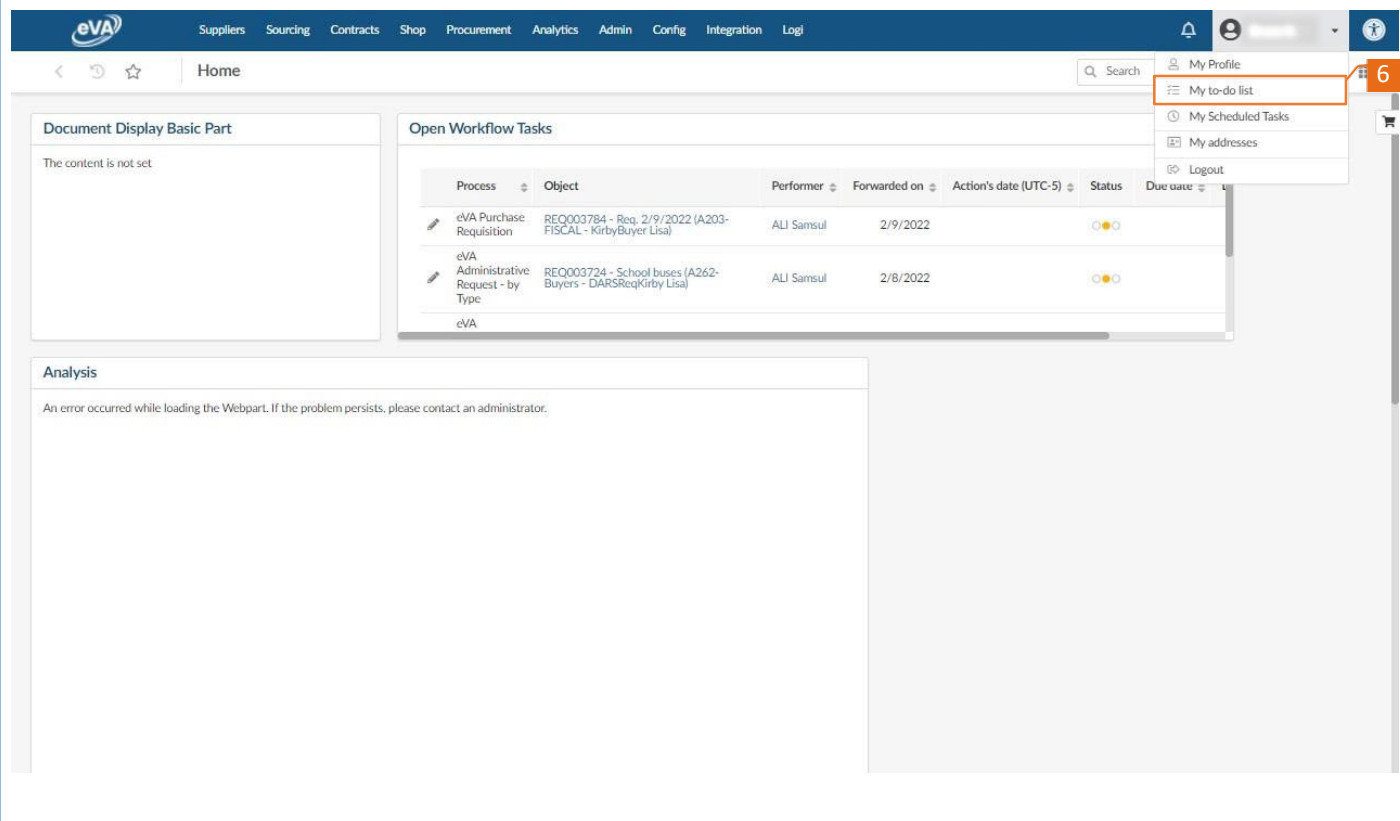 eVA
Suppliers Sourcing Contracts Shop Procurement Analytics Admin Config Integration Logi
Home
Search
My Profile
My to-do list
My Scheduled Tasks
My addresses
Logout
6
Document Display Basic Part
The content is not set
Open Workflow Tasks
Process Object Performer Forwarded on Action's date (UTC-5) Status Due date
eVA Purchase
Requisition
REQ003784 - Req. 2/9/2022 (A203-
FISCAL - KirbyBuyer Lisa)
ALI Samsul 2/9/2022
eVA
Administrative
Request - by
Type
REQ003724 - School buses (A262-
Buyers - DARSReqKirby Lisa)
ALI Samsul 2/8/2022
eVA
Analysis
An error occurred while loading the Webpart. If the problem persists, please contact an administrator.